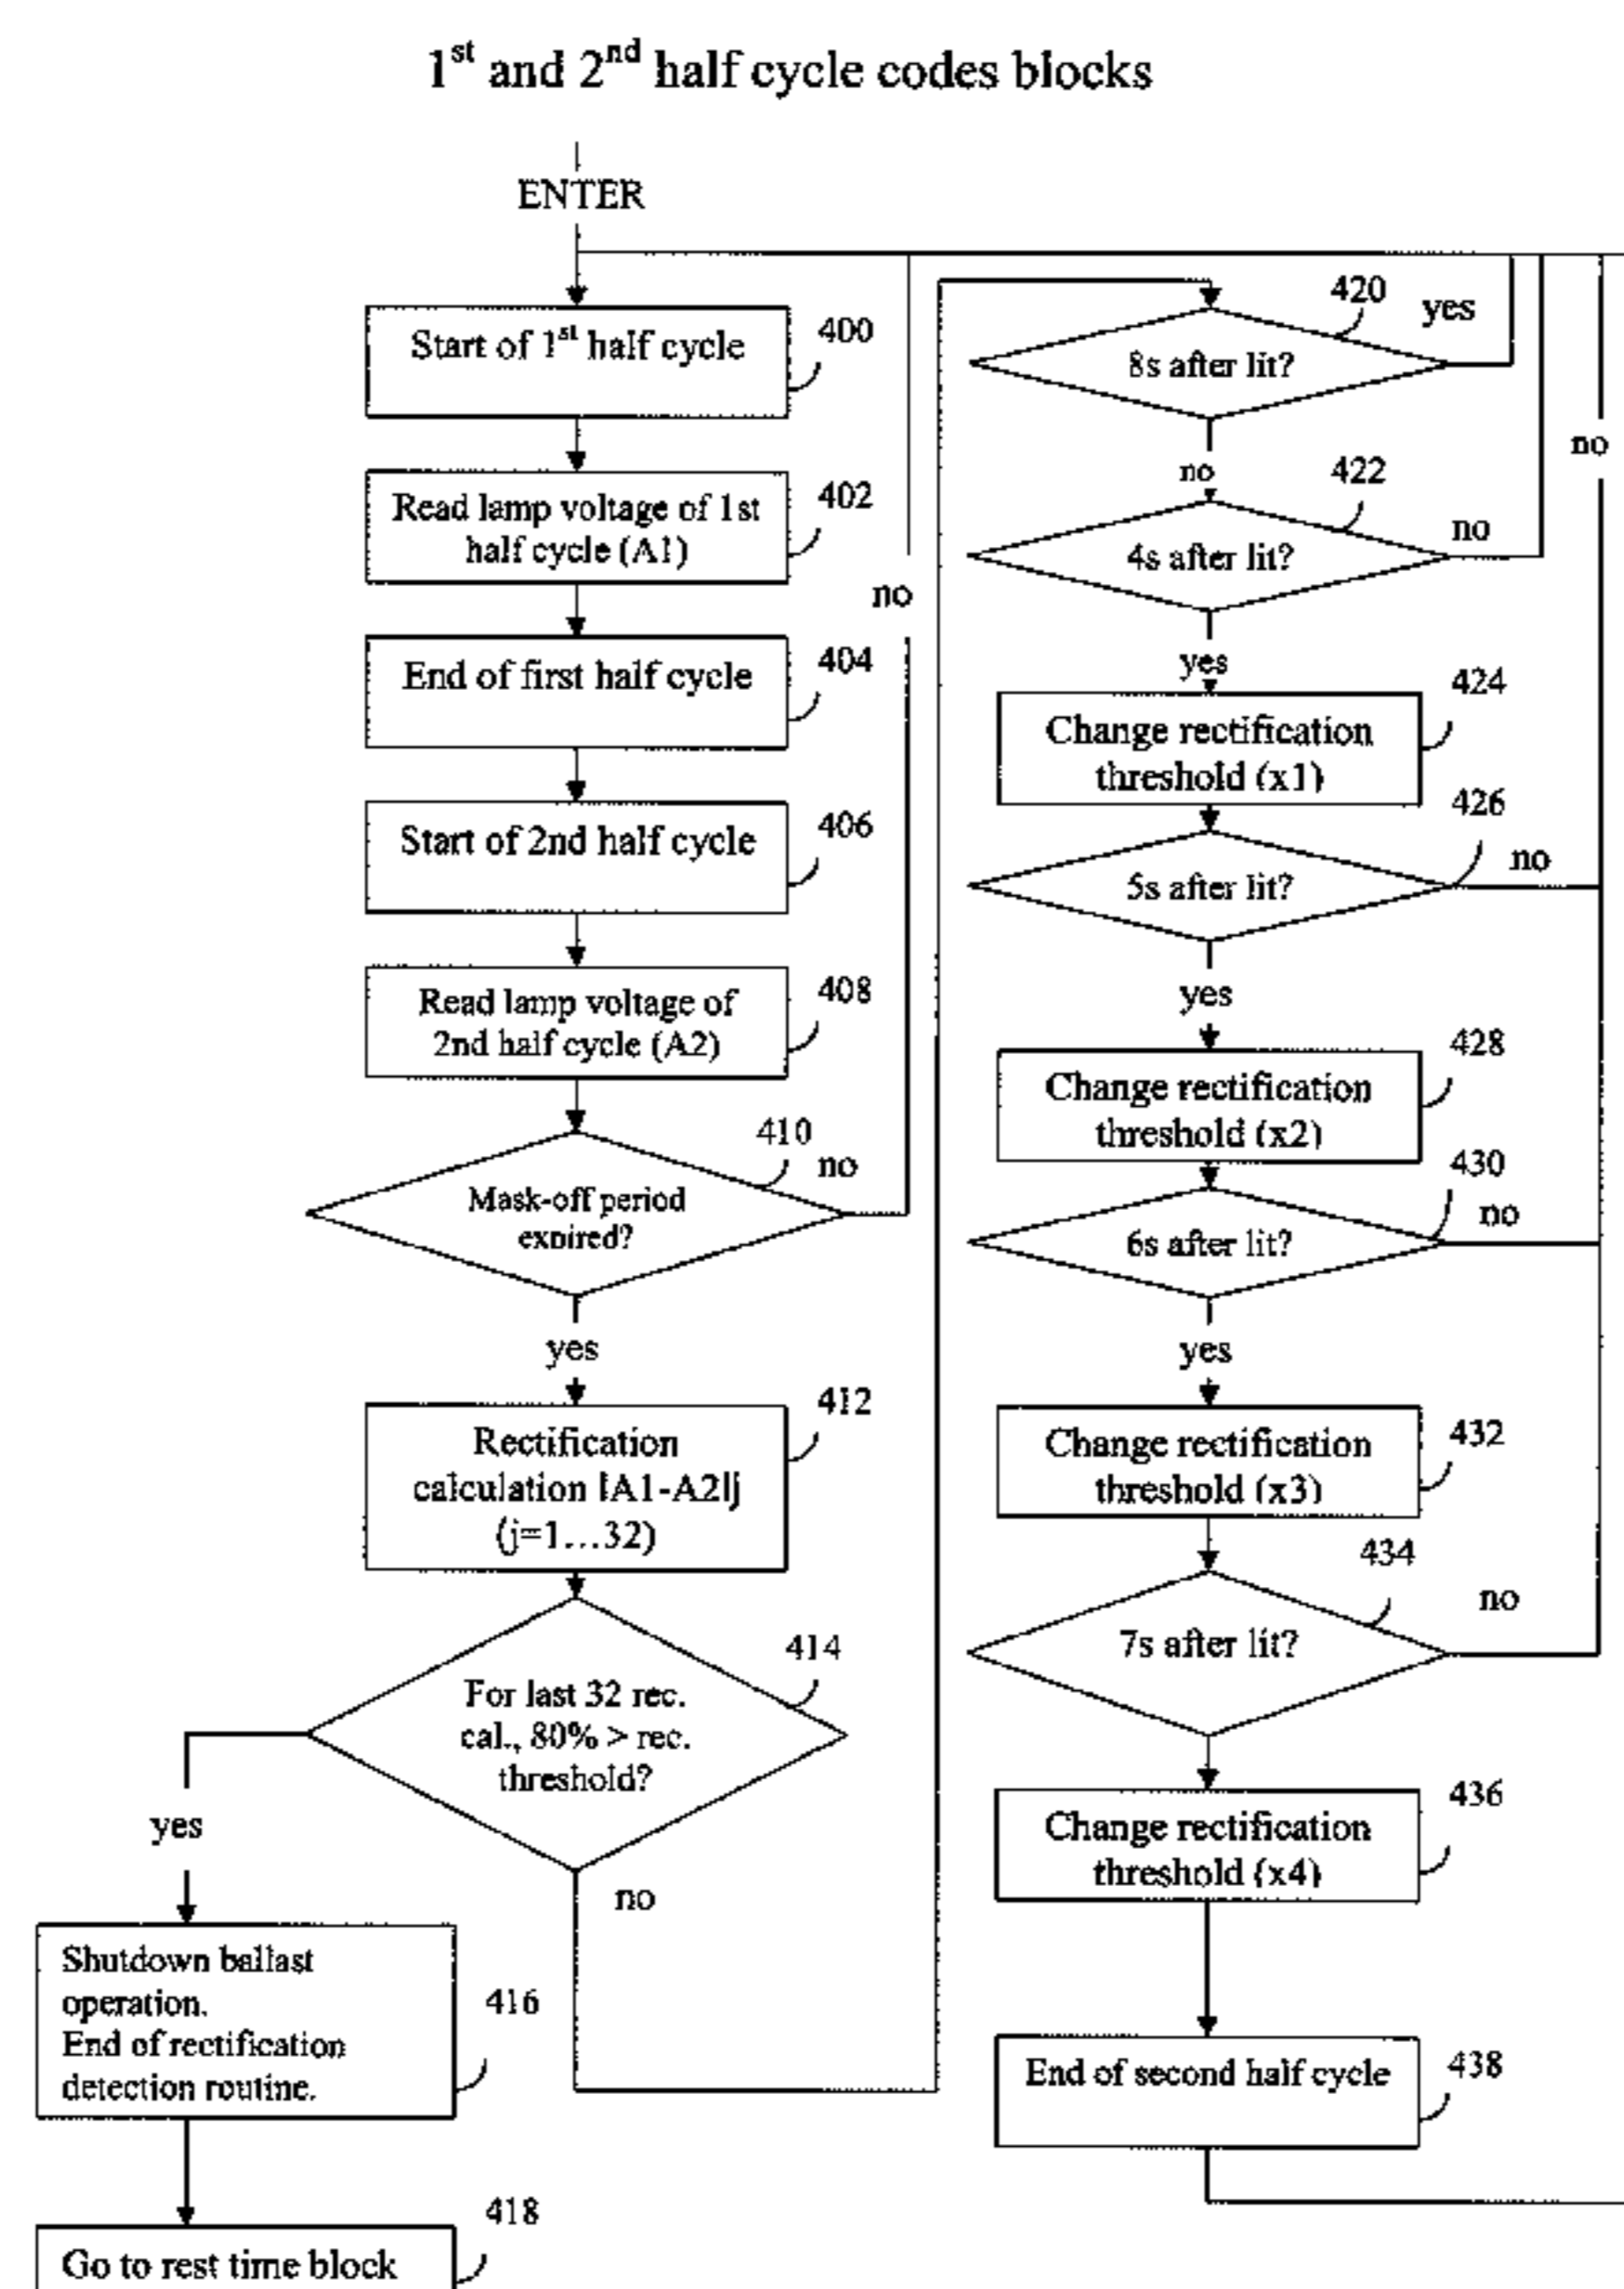 1st and 2nd half cycle codes blocks
ENTER
Start of 1st half cycle
400
Read lamp voltage of 1st
half cycle (A1)
402
End of first half cycle
404
Start of 2nd half cycle
406
Read lamp voltage of
2nd half cycle (A2)
408
Mask-off period
expired?
410
no
no
yes
Rectification
calculation |A1-A2|j
(j=1...32)
412
For last 32 rec.
cal., 80% > rec.
threshold?
414
yes
no
Shutdown ballast
operation.
End of rectification
detection routine.
416
Go to rest time block
418
8s after lit?
420
yes
no
4s after lit?
422
no
no
yes
Change rectification
threshold (x1)
424
5s after lit?
426
no
yes
Change rectification
threshold (x2)
428
6s after lit?
430
no
yes
Change rectification
threshold (x3)
432
7s after lit?
434
no
Change rectification
threshold (x4)
436
End of second half cycle
438